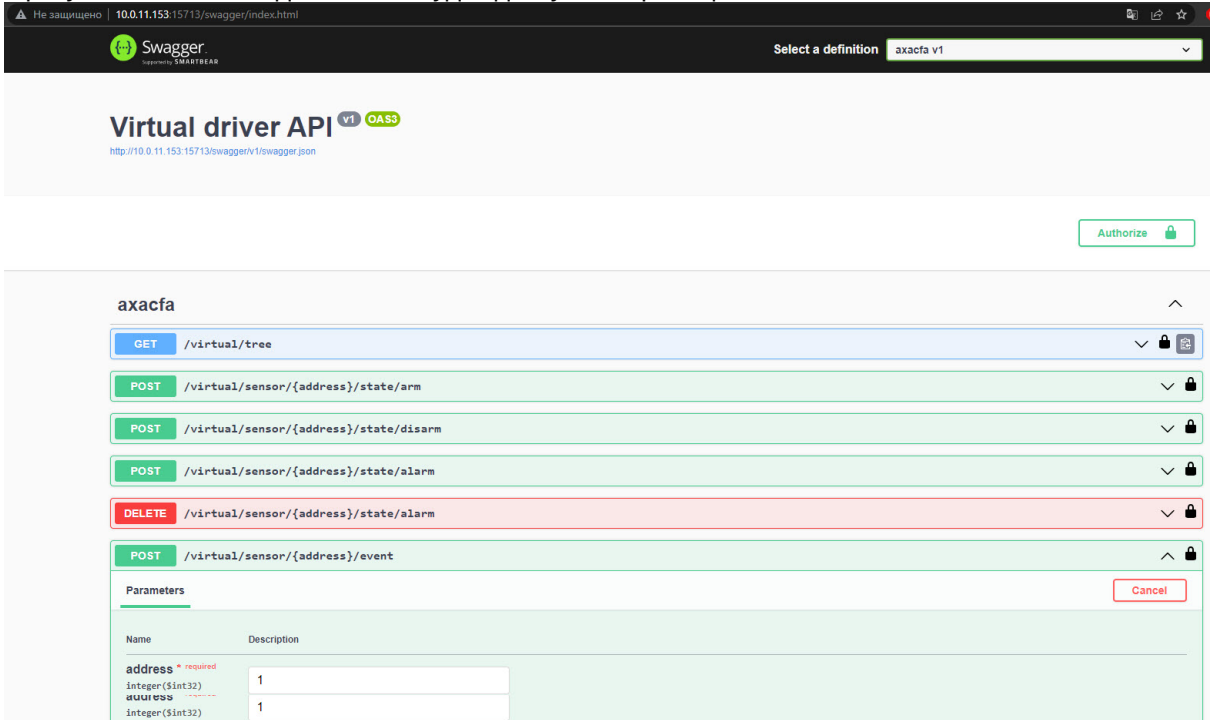 Не защищено | 10.0.11.153:15713/swagger/index.html
Swagger.
Supported by SMARTBEAR
Select a definition axacfa v1
Virtual driver API v1 OAS3
http://10.0.11.153:15713/swagger/v1/swagger.json
Authorize
axacfa
GET /virtual/tree
POST /virtual/sensor/{address}/state/arm
POST /virtual/sensor/{address}/state/disarm
POST /virtual/sensor/{address}/state/alarm
DELETE /virtual/sensor/{address}/state/alarm
POST /virtual/sensor/{address}/event
Parameters Cancel
Name Description
address * required
integer($int32) 1
address
integer($int32) 1